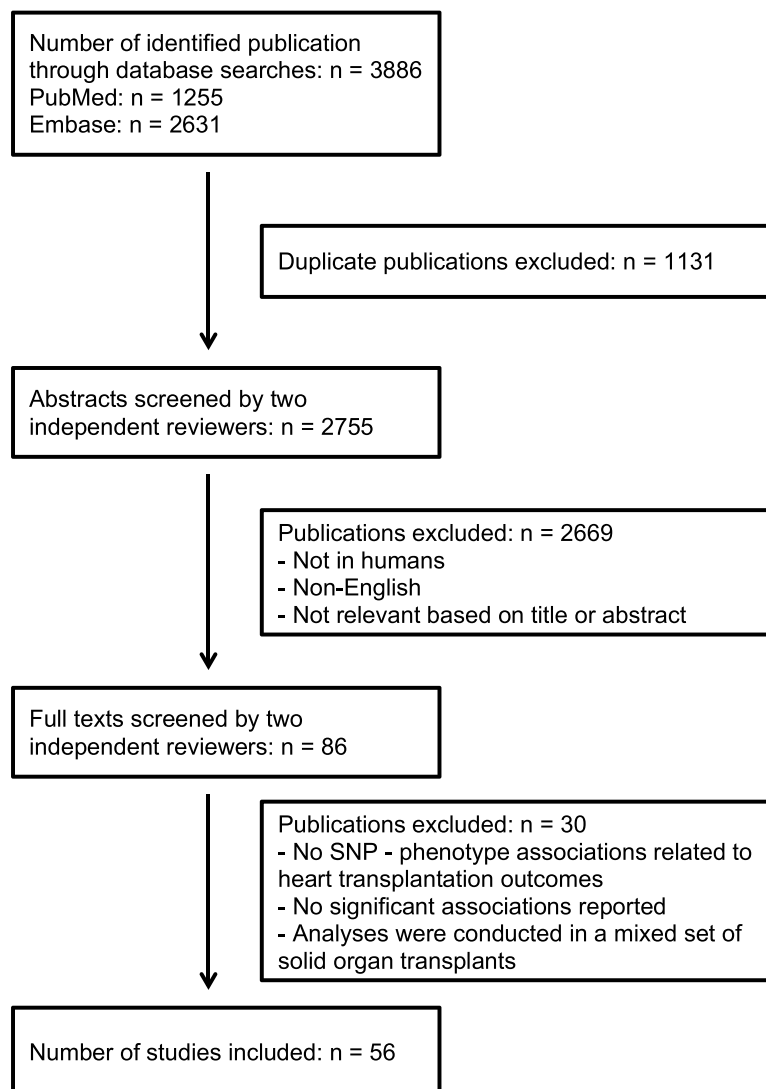 Number of identified publication
through database searches: n = 3886
PubMed: n = 1255
Embase: n = 2631
Duplicate publications excluded: n = 1131
Abstracts screened by two
independent reviewers: n = 2755
Publications excluded: n = 2669
- Not in humans
- Non-English
- Not relevant based on title or abstract
Full texts screened by two
independent reviewers: n = 86
Publications excluded: n = 30
- No SNP - phenotype associations related to
heart transplantation outcomes
- No significant associations reported
- Analyses were conducted in a mixed set of
solid organ transplants
Number of studies included: n = 56